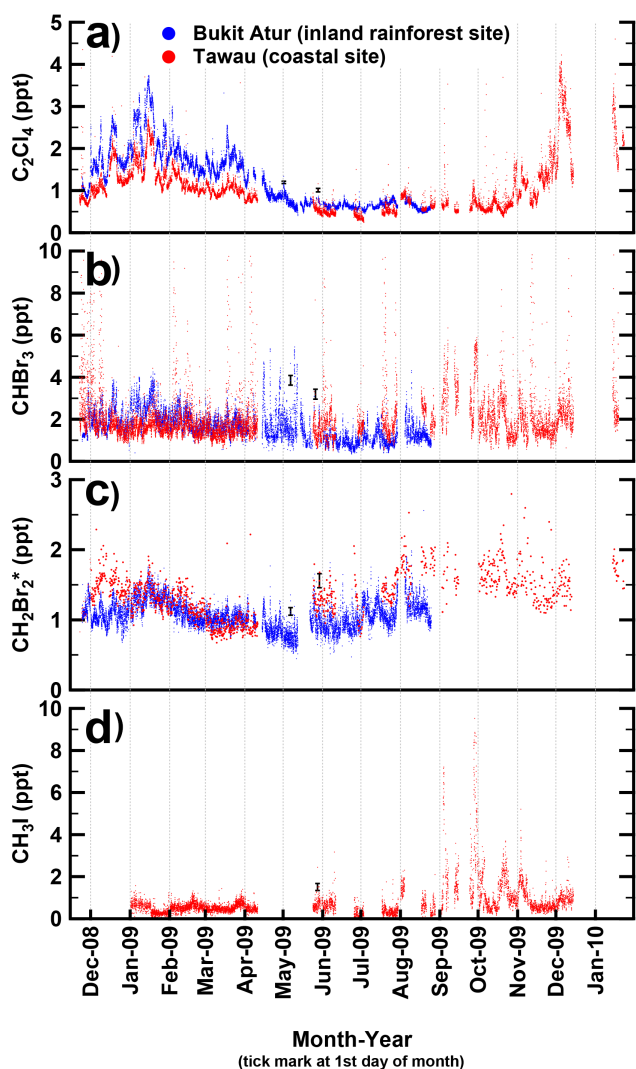 a)
Bukit Atur (inland rainforest site)
Tawau (coastal site)
C2Cl4 (ppt)
5
4
3
2
1
0
b)
CHBr3 (ppt)
10
8
6
4
2
0
c)
CH2Br2* (ppt)
3
2
1
0
d)
CH3I (ppt)
10
8
6
4
2
0
Dec-08
Jan-09
Feb-09
Mar-09
Apr-09
May-09
Jun-09
Jul-09
Aug-09
Sep-09
Oct-09
Nov-09
Dec-09
Jan-10
Month-Year
(tick mark at 1st day of month)